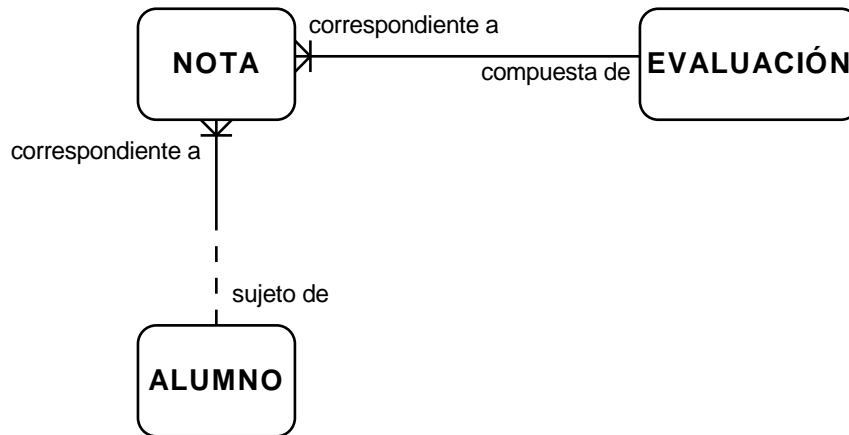 correspondiente a
NOTA
EVALUACIÓN
compuesta de
correspondiente a
sujeto de
ALUMNO